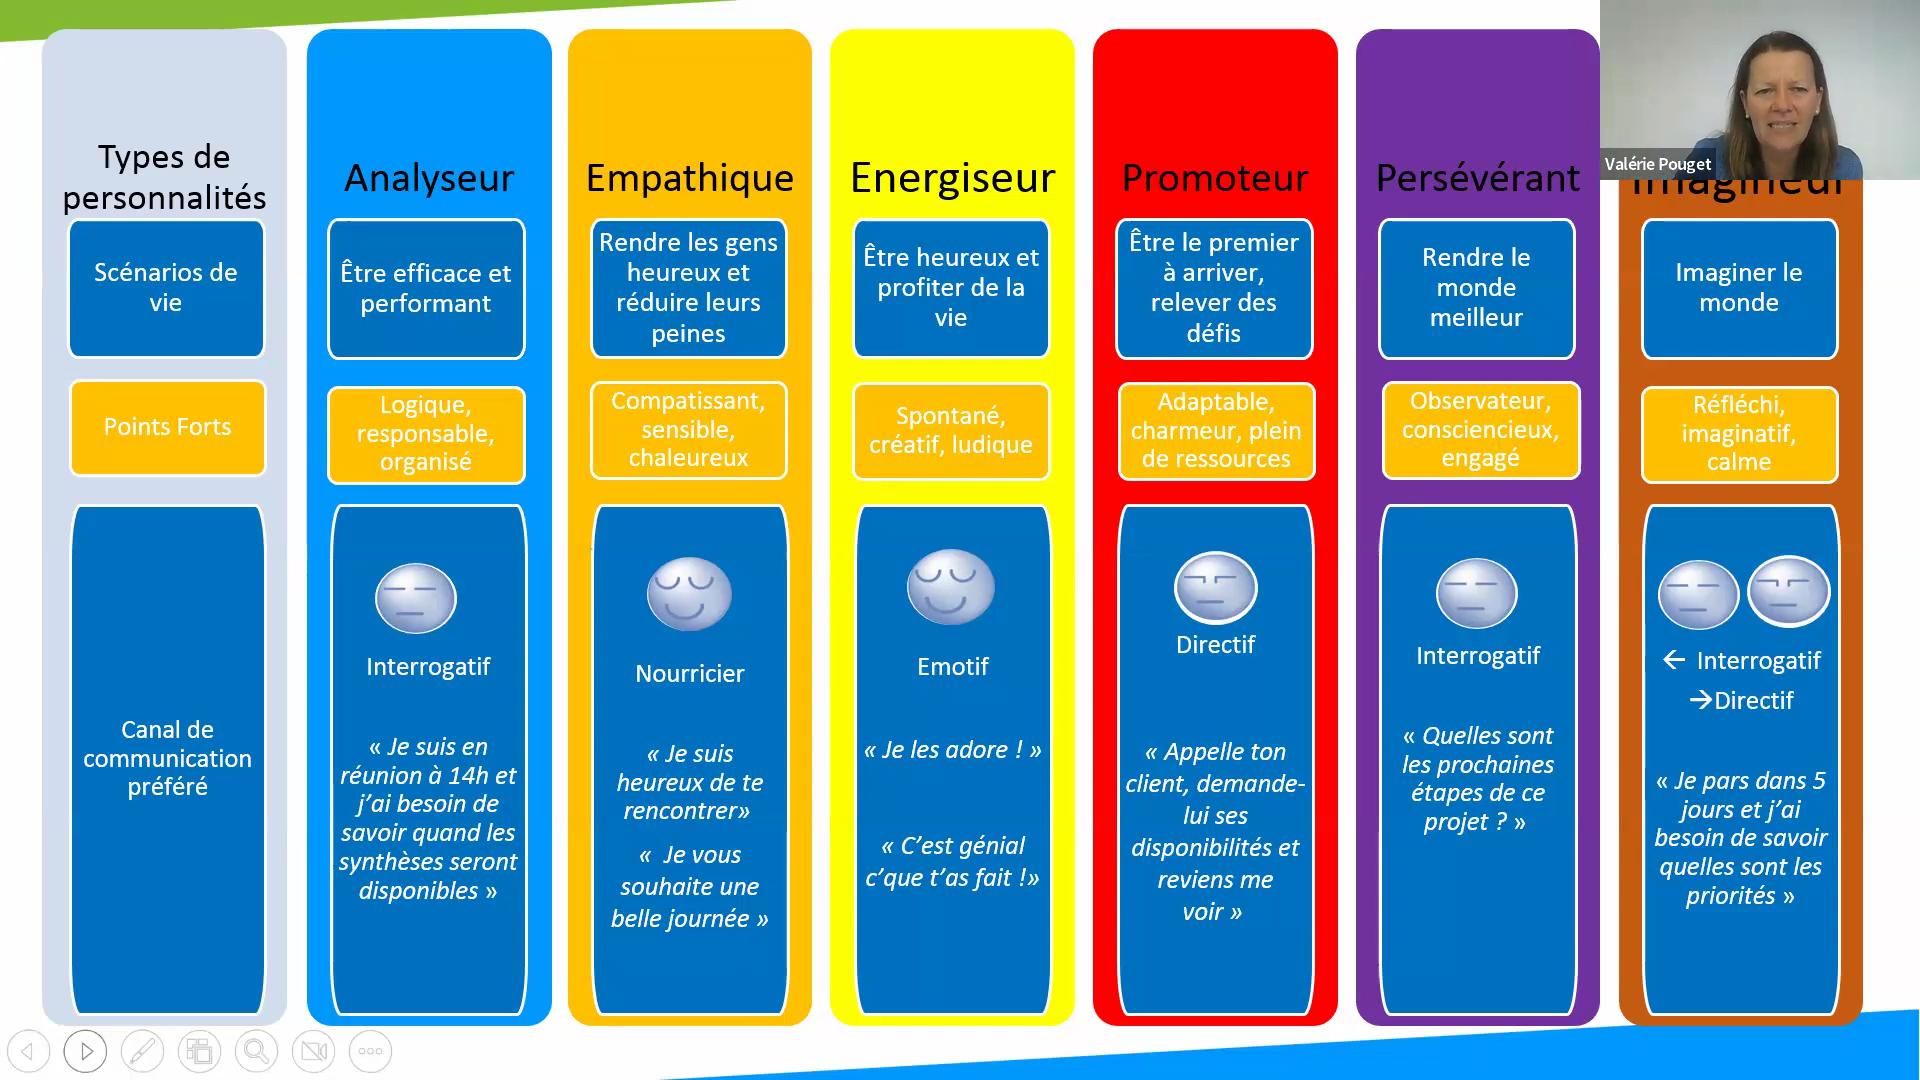 Types de
personnalités
Scénarios de
vie
Points Forts
Canal de
communication
préféré
Analyseur
Être efficace et
performant
Logique,
responsable,
organisé
Interrogatif
« Je suis en
réunion à 14h et
j’ai besoin de
savoir quand les
synthèses seront
disponibles »
Empathique
Rendre les gens
heureux et
réduire leurs
peines
Compatissant,
sensible,
chaleureux
Nourricier
« Je suis
heureux de te
rencontrer»
« Je vous
souhaite une
belle journée »
Energiseur
Être heureux et
profiter de la
vie
Spontané,
créatif, ludique
Emotif
« Je les adore ! »
« C’est génial
c’que t’as fait !»
Promoteur
Être le premier
à arriver,
relever des
défis
Adaptable,
charmeur, plein
de ressources
Directif
« Appelle ton
client, demande-
lui ses
disponibilités et
reviens me
voir »
Persévérant
Rendre le
monde
meilleur
Observateur,
consciencieux,
engagé
Interrogatif
« Quelles sont
les prochaines
étapes de ce
projet ? »
Valérie Pouget
Imagineur
Imaginer le
monde
Réfléchi,
imaginatif,
calme
← Interrogatif
→Directif
« Je pars dans 5
jours et j’ai
besoin de savoir
quelles sont les
priorités »